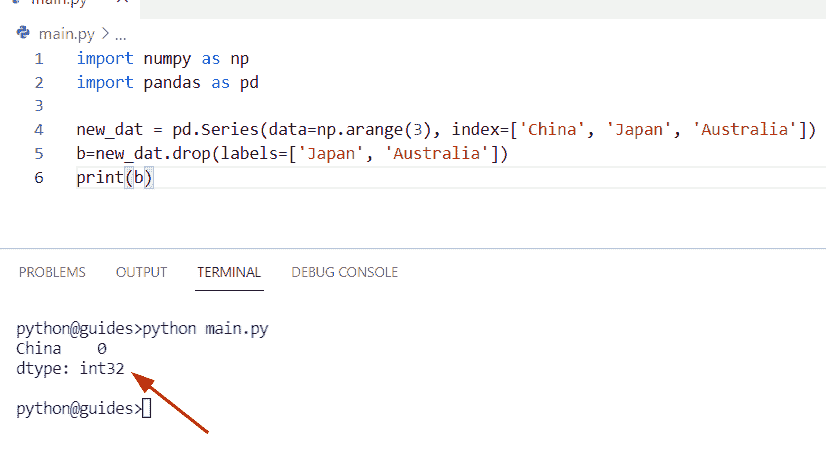 main.py
main.py > ...
1 import numpy as np
2 import pandas as pd
3
4 new_dat = pd.Series(data=np.arange(3), index=['China', 'Japan', 'Australia'])
5 b=new_dat.drop(labels=['Japan', 'Australia'])
6 print(b)
PROBLEMS OUTPUT TERMINAL DEBUG CONSOLE
python@guides>python main.py
China    0
dtype: int32
python@guides>